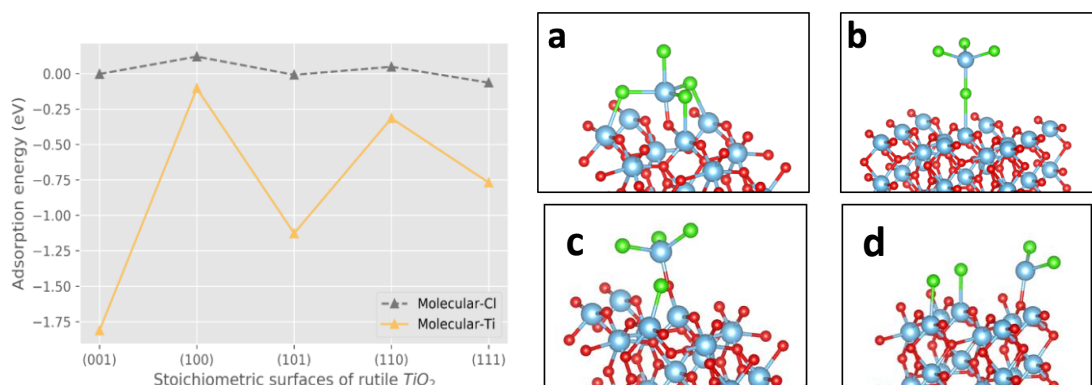 Adsorption energy (eV)
0.00
−0.25
−0.50
−0.75
−1.00
−1.25
−1.50
−1.75
Molecular-Cl
Molecular-Ti
(001) (100) (101) (110) (111)
Stoichiometric surfaces of rutile TiO₂
a
b
c
d